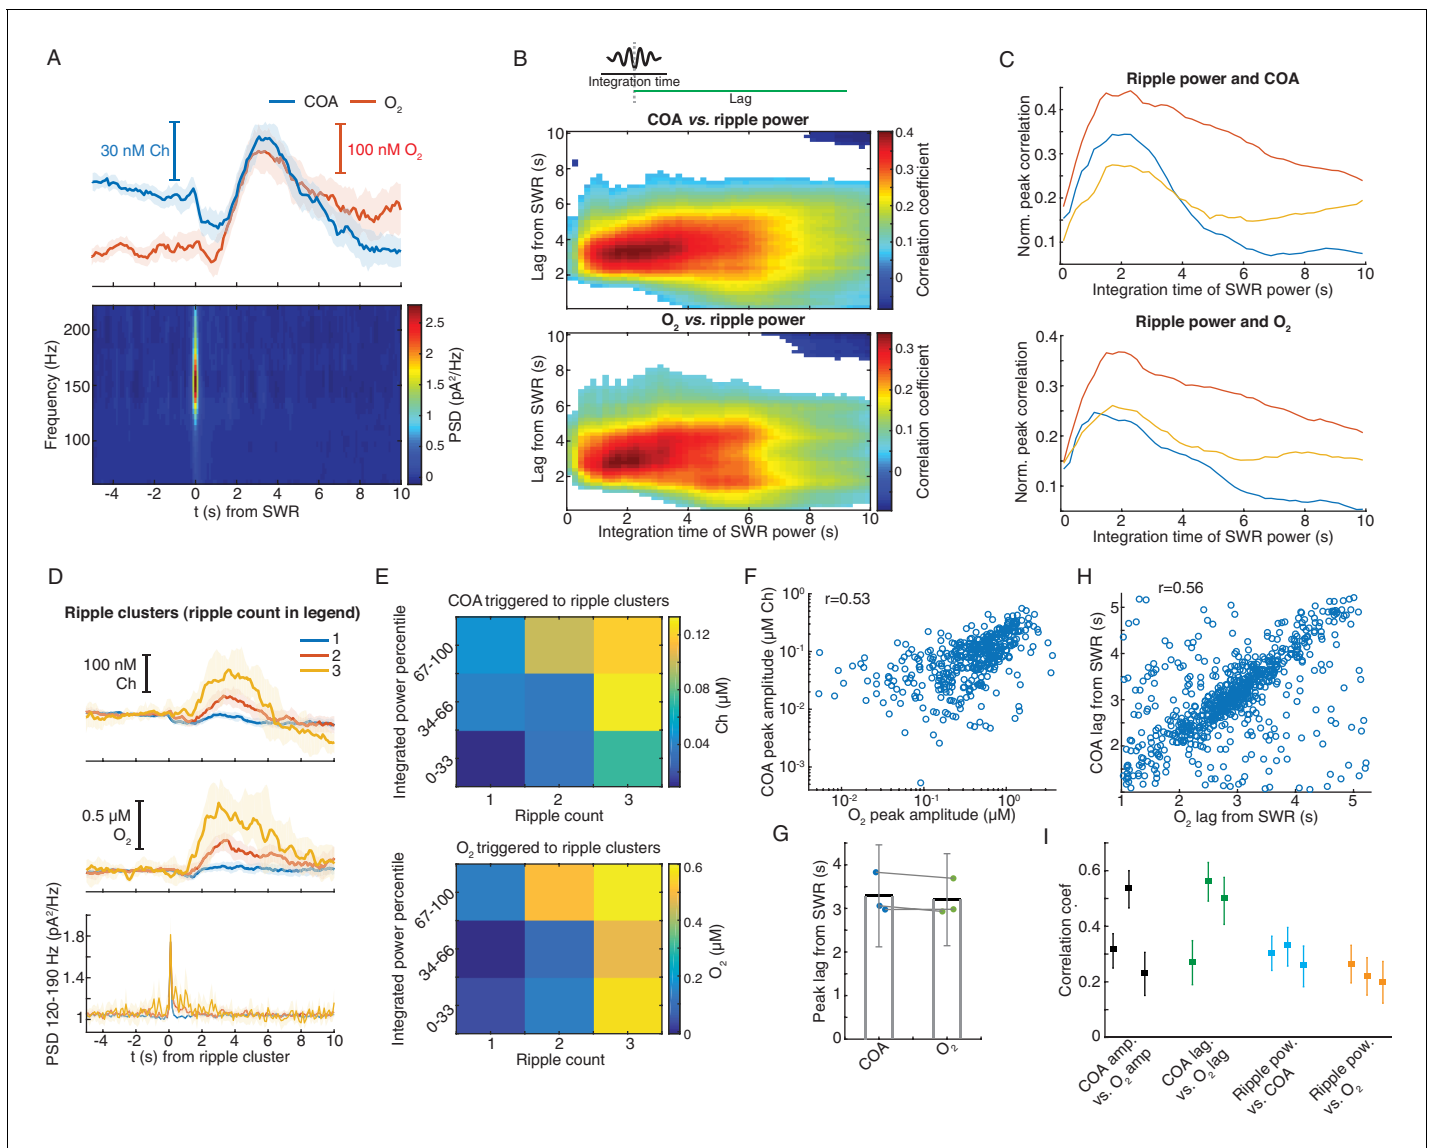 A
COA
O2
30 nM Ch
100 nM O2
Frequency (Hz)
200
150
100
-4
-2
0
2
4
6
8
10
t (s) from SWR
2.5
2
1.5
1
0.5
0
PSD (pA2/Hz)
B
Integration time
Lag
COA vs. ripple power
Lag from SWR (s)
10
8
6
4
2
0.4
0.3
0.2
0.1
0
Correlation coefficient
O2 vs. ripple power
Lag from SWR (s)
10
8
6
4
2
0
2
4
6
8
10
Integration time of SWR power (s)
0.3
0.2
0.1
0
Correlation coefficient
C
Ripple power and COA
Norm. peak correlation
0.4
0.3
0.2
0.1
0
2
4
6
8
10
Integration time of SWR power (s)
Ripple power and O2
Norm. peak correlation
0.4
0.3
0.2
0.1
0
2
4
6
8
10
Integration time of SWR power (s)
D
Ripple clusters (ripple count in legend)
1
2
3
100 nM
Ch
0.5 μM
O2
PSD 120-190 Hz (pA2/Hz)
1.8
1.4
1
-4
-2
0
2
4
6
8
10
t (s) from ripple cluster
E
COA triggered to ripple clusters
Integrated power percentile
67-100
34-66
0-33
1
2
3
Ripple count
0.12
0.08
0.04
Ch (μM)
O2 triggered to ripple clusters
Integrated power percentile
67-100
34-66
0-33
1
2
3
Ripple count
0.6
0.4
0.2
0
O2 (μM)
F
r=0.53
COA peak amplitude (μM Ch)
10^0
10^-1
10^-2
10^-3
10^-2
10^-1
10^0
O2 peak amplitude (μM)
H
r=0.56
COA lag from SWR (s)
5
4
3
2
1
2
3
4
5
O2 lag from SWR (s)
G
Peak lag from SWR (s)
4
3
2
1
0
COA
O2
I
Correlation coef
0.6
0.4
0.2
0
COA amp.
vs. O2 amp
COA lag.
vs. O2 lag
Ripple pow.
vs. COA
Ripple pow.
vs. O2